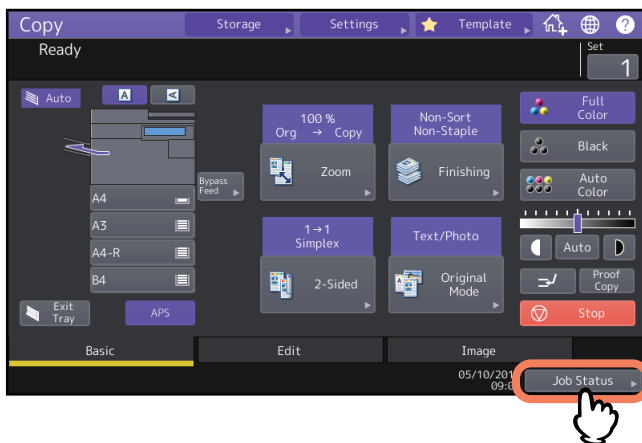 Copy
Storage
Settings
Template
?
Ready
Set
1
Auto
A
A
Full
Color
100 %
Org → Copy
Non-Sort
Non-Staple
Black
Zoom
Finishing
Bypass
Feed
Auto
Color
A4
A3
A4-R
B4
1→1
Simplex
Text/Photo
Auto
2-Sided
Original
Mode
Proof
Copy
Exit
Tray
APS
Stop
Basic
Edit
Image
05/10/201
09:0
Job Status